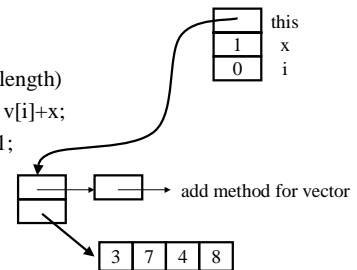 this
1 x
0 i
length)
v[i]+x;
1;
add method for vector
3 7 4 8